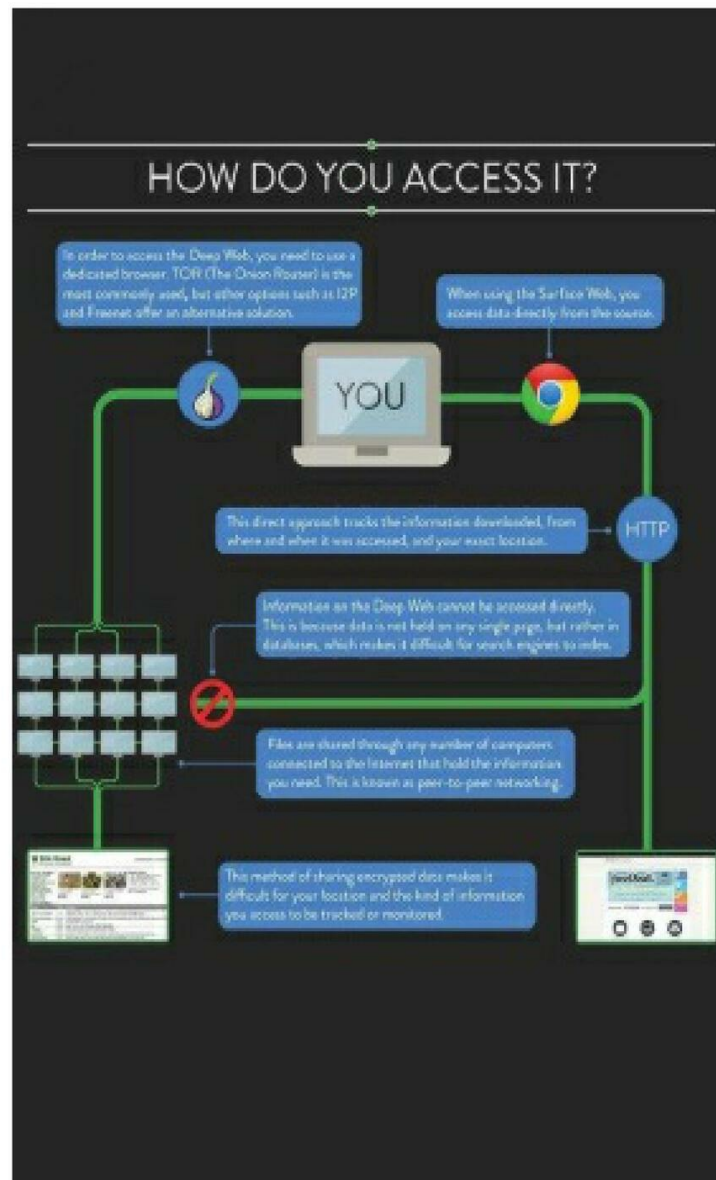 HOW DO YOU ACCESS IT?
In order to access the Deep Web, you need to use a
dedicated browser. TOR (The Onion Router) is the
most commonly used, but other options such as I2P
and Freenet offer an alternative solution.
When using the Surface Web, you
access data directly from the source.
YOU
This direct approach tracks the information downloaded, from
where and when it was accessed, and your exact location.
HTTP
Information on the Deep Web cannot be accessed directly.
This is because data is not held on any single page, but rather in
databases, which makes it difficult for search engines to index.
Files are shared through any number of computers
connected to the Internet that hold the information
you need. This is known as peer-to-peer networking.
This method of sharing encrypted data makes it
difficult for your location and the kind of information
you access to be tracked or monitored.